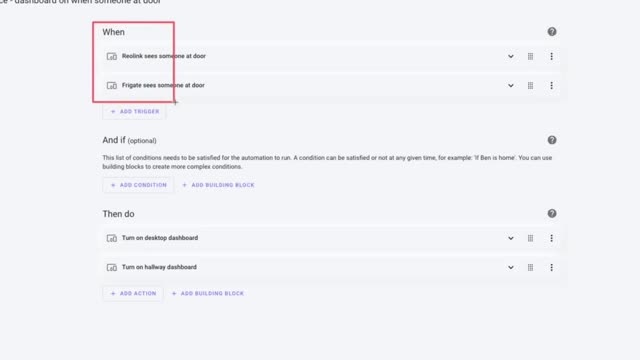 ce - dashboard on when someone at door
When
Reolink sees someone at door
Frigate sees someone at door
+ ADD TRIGGER
And if (optional)
This list of conditions needs to be satisfied for the automation to run. A condition can be satisfied or not at any given time, for example: 'If Ben is home'. You can use
building blocks to create more complex conditions.
+ ADD CONDITION + ADD BUILDING BLOCK
Then do
Turn on desktop dashboard
Turn on hallway dashboard
+ ADD ACTION + ADD BUILDING BLOCK